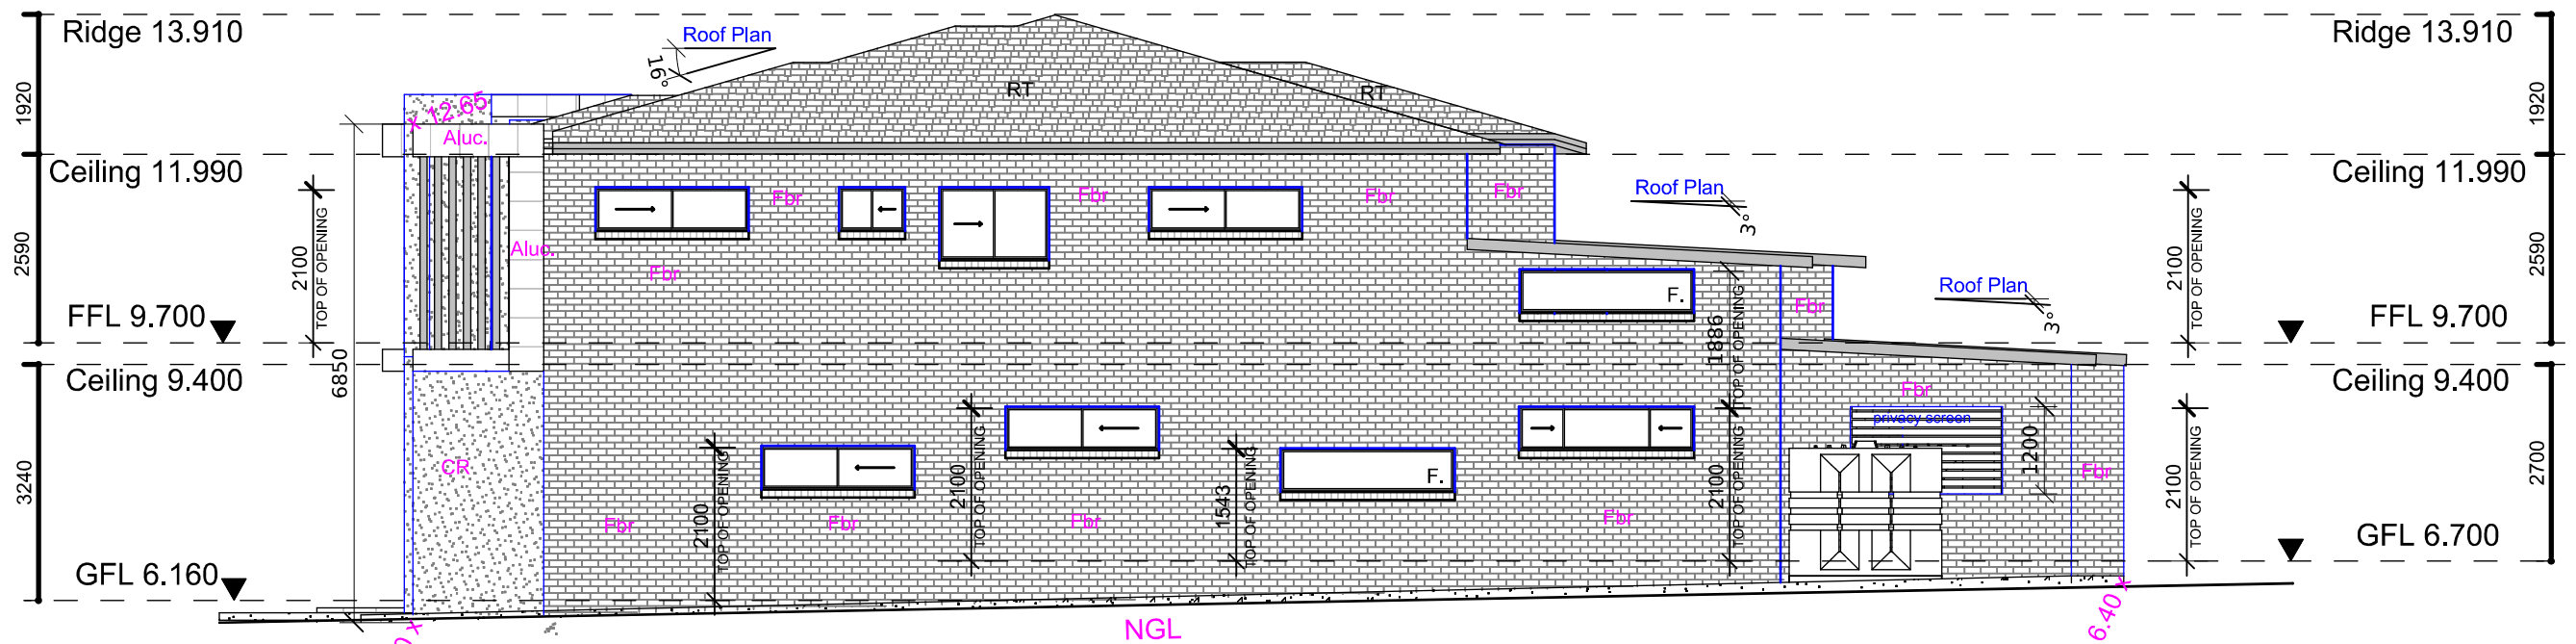 Ridge 13.910
Roof Plan
16°
Ridge 13.910
1920
RT
RT
1920
x 12.65
Aluc.
Ceiling 11.990
Fbr
Fbr
Fbr
Fbr
Roof Plan
3°
Ceiling 11.990
2590
2100
TOP OF OPENING
Aluc.
Fbr
2100
TOP OF OPENING
2590
F.
Roof Plan
3°
Fbr
FFL 9.700
1886
TOP OF OPENING
FFL 9.700
Ceiling 9.400
6850
Fbr
Ceiling 9.400
privacy screen
1200
3240
CR
2100
TOP OF OPENING
2100
TOP OF OPENING
1543
TOP OF OPENING
F.
2100
TOP OF OPENING
Fbr
2100
TOP OF OPENING
2700
Fbr
Fbr
Fbr
Fbr
GFL 6.160
GFL 6.700
NGL
6.40 x